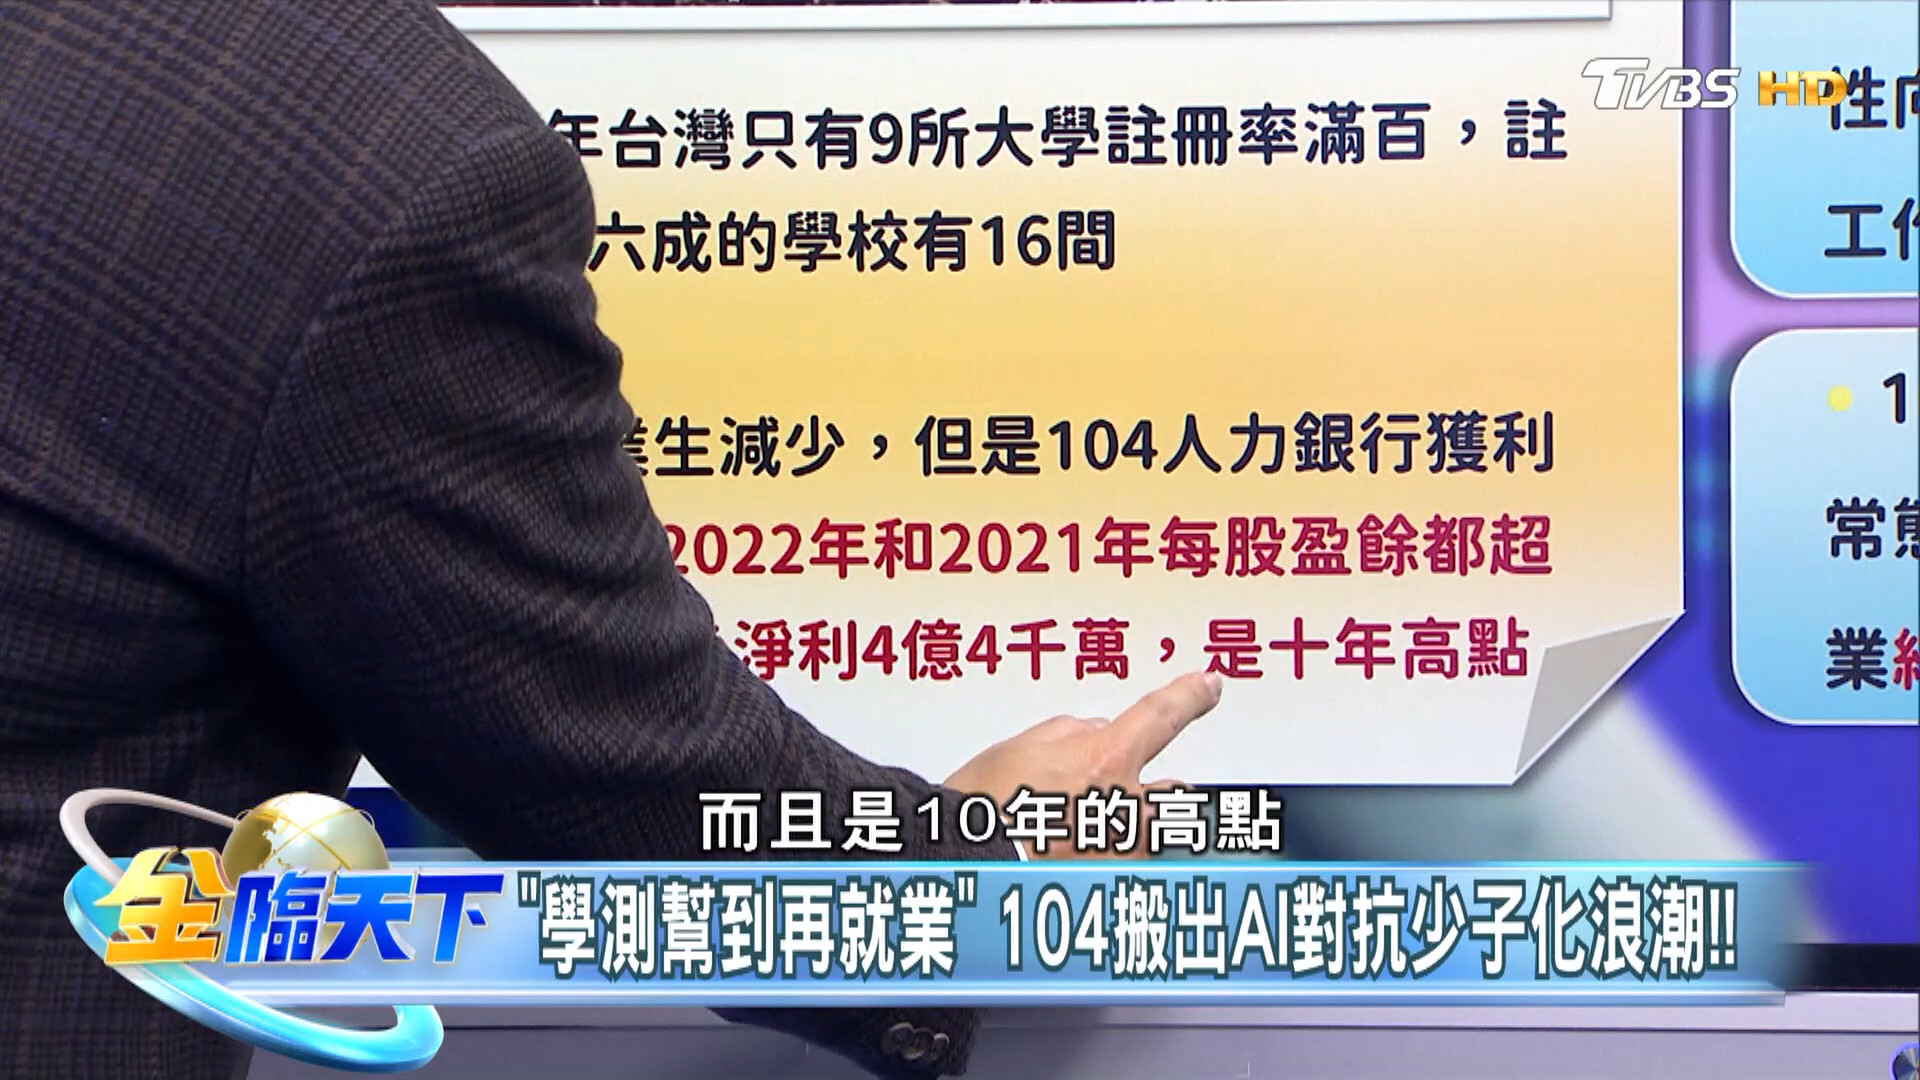 TVBS HD
年台灣只有9所大學註冊率滿百，註
六成的學校有16間
業生減少，但是104人力銀行獲利
2022年和2021年每股盈餘都超
淨利4億4千萬，是十年高點
性向
工作
1
常態
業
而且是10年的高點
金臨天下
"學測幫到再就業" 104搬出AI對抗少子化浪潮!!